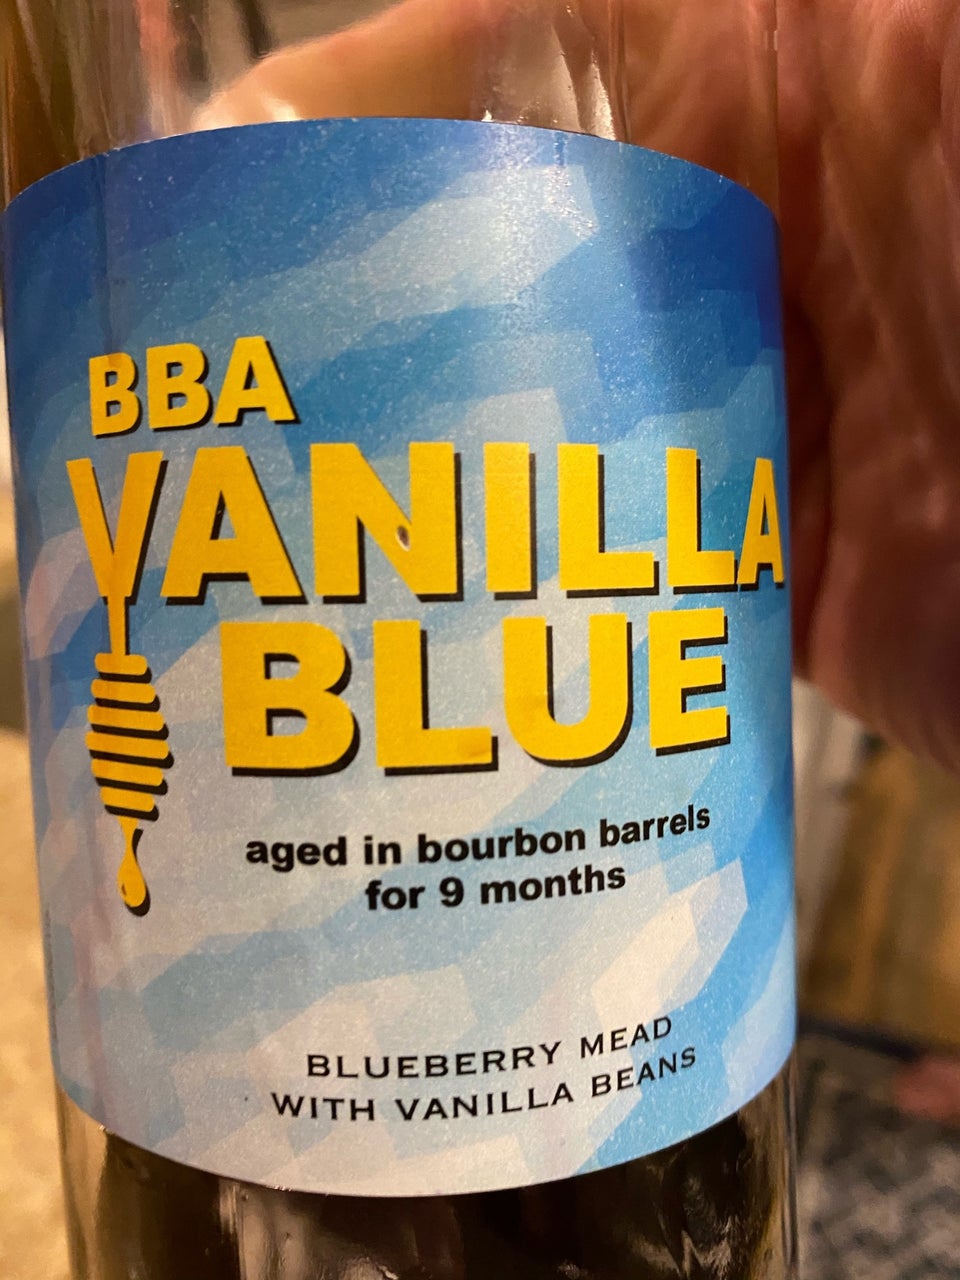 BBA
VANILLA
BLUE
aged in bourbon barrels
for 9 months
BLUEBERRY MEAD
WITH VANILLA BEANS